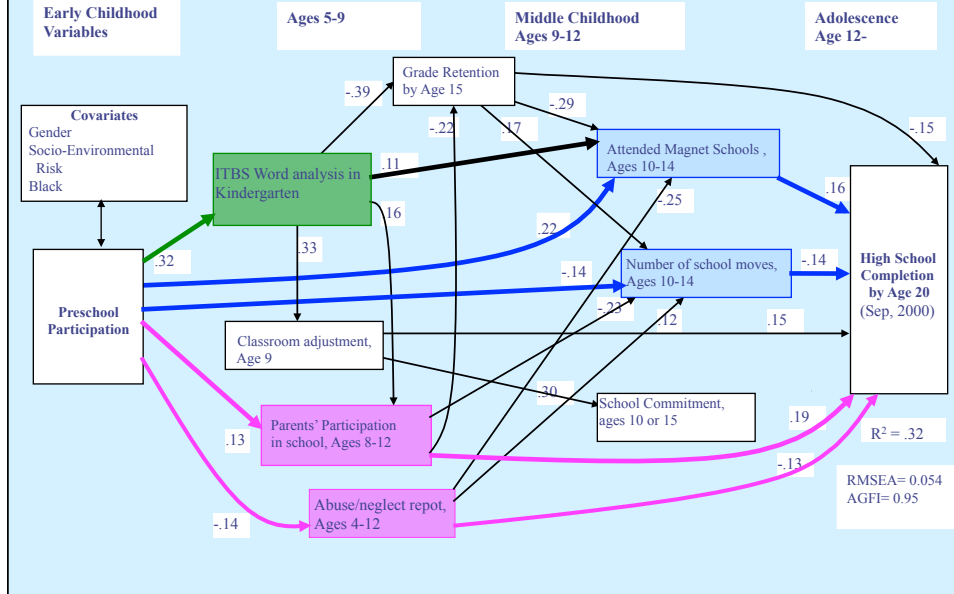 Early Childhood
Variables
Ages 5-9
Middle Childhood
Ages 9-12
Adolescence
Age 12-
Grade Retention
by Age 15
-.39
-.22
.17
-.29
-.15
Covariates
Gender
Socio-Environmental
Risk
Black
ITBS Word analysis in
Kindergarten
.11
.16
Attended Magnet Schools ,
Ages 10-14
.16
-.25
.32
.33
.22
-.14
Number of school moves,
Ages 10-14
-.14
High School
Completion
by Age 20
(Sep, 2000)
Preschool
Participation
Classroom adjustment,
Age 9
-.23
.12
.15
.30
School Commitment,
ages 10 or 15
.13
Parents' Participation
in school, Ages 8-12
.19
R² = .32
-.13
-.14
Abuse/neglect repot,
Ages 4-12
RMSEA= 0.054
AGFI= 0.95